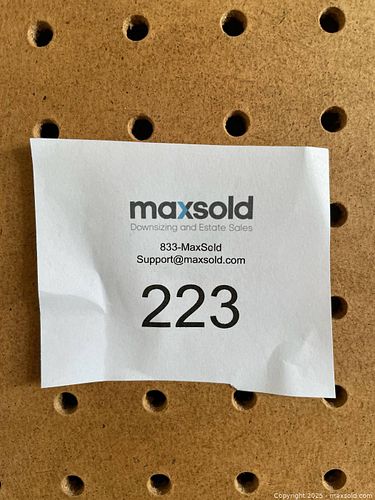 maxsold
Downsizing and Estate Sales
833-MaxSold
Support@maxsold.com
223
Copyright 2025 - maxsold.com